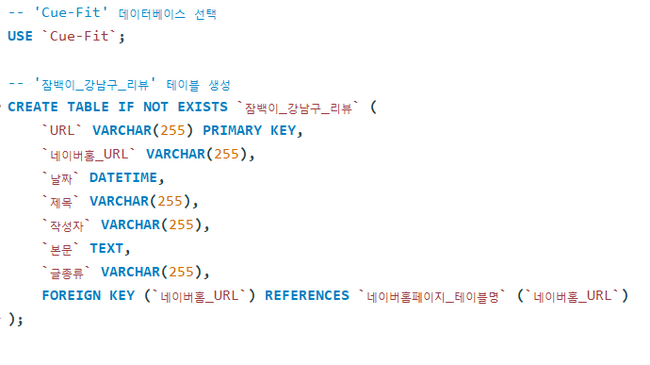 -- 'Cue-Fit' 데이터베이스 선택
USE `Cue-Fit`;
-- '잠백이_강남구_리뷰' 테이블 생성
CREATE TABLE IF NOT EXISTS `잠백이_강남구_리뷰` (
`URL` VARCHAR(255) PRIMARY KEY,
`네이버홈_URL` VARCHAR(255),
`날짜` DATETIME,
`제목` VARCHAR(255),
`작성자` VARCHAR(255),
`본문` TEXT,
`글종류` VARCHAR(255),
FOREIGN KEY (`네이버홈_URL`) REFERENCES `네이버홈페이지_테이블명` (`네이버홈_URL`)
);